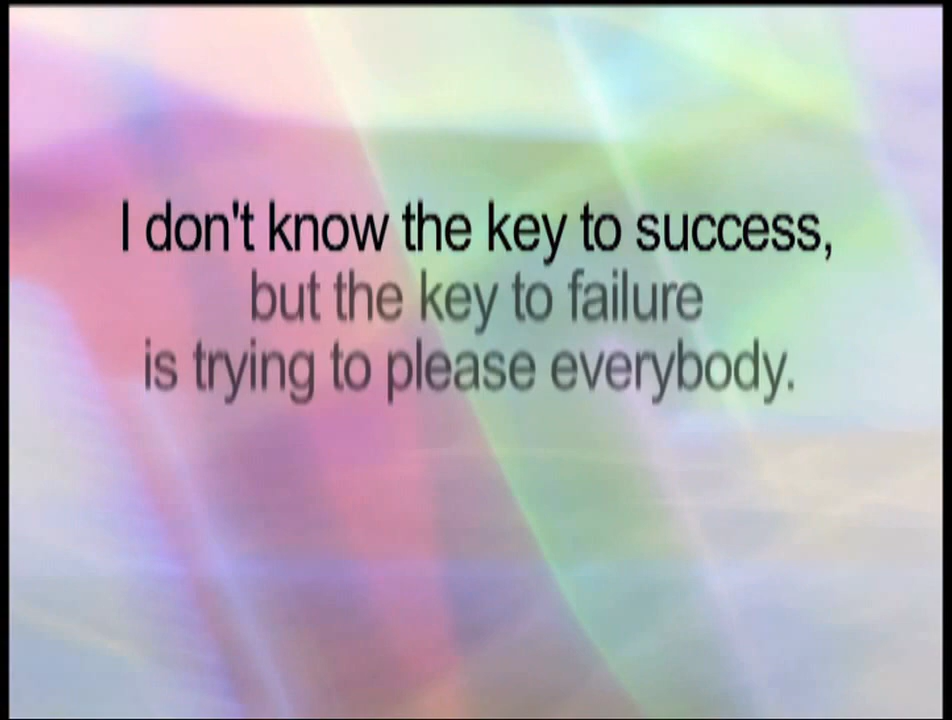 I don't know the key to success,
but the key to failure
is trying to please everybody.